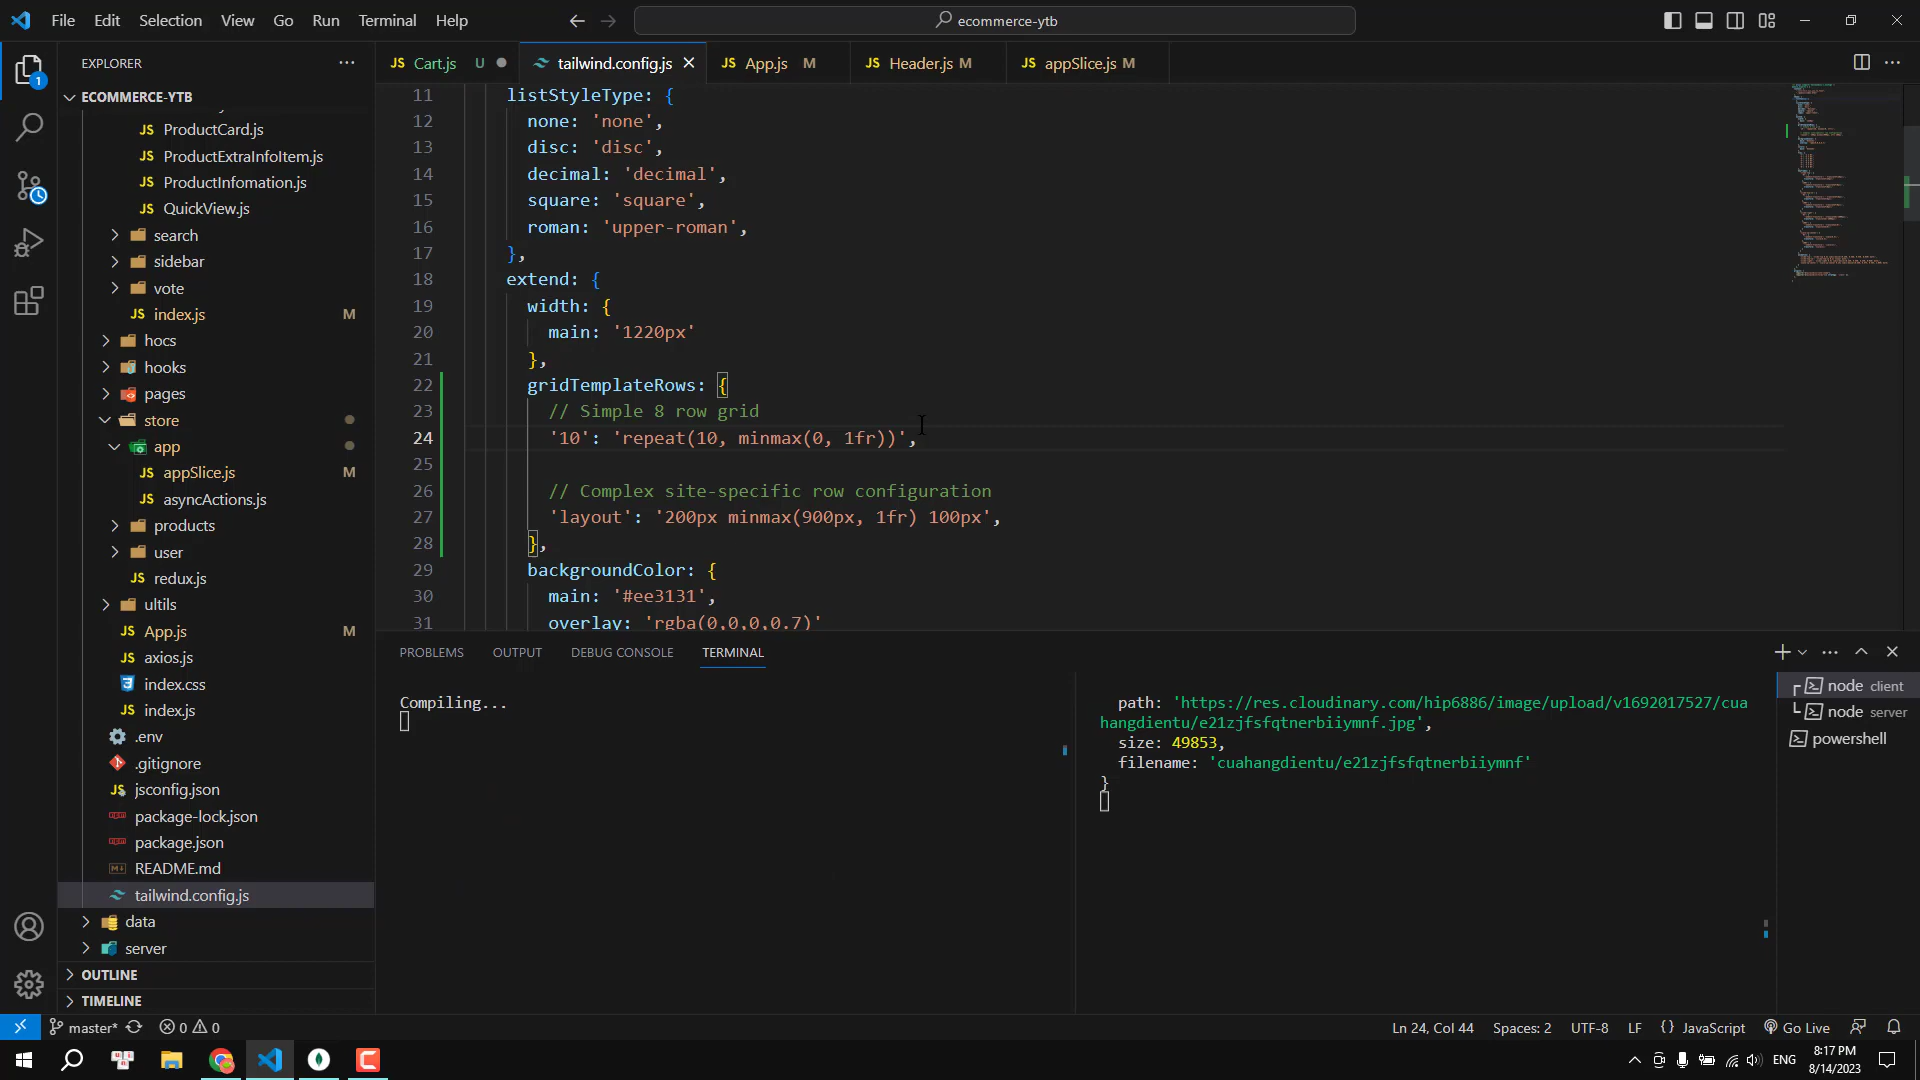 File Edit Selection View Go Run Terminal Help
ecommerce-ytb
EXPLORER
ECOMMERCE-YTB
ProductCard.js
ProductExtraInfoItem.js
ProductInfomation.js
QuickView.js
search
sidebar
vote
index.js M
hocs
hooks
pages
store
app
appSlice.js M
asyncActions.js
products
user
redux.js
ultils
App.js M
axios.js
index.css
index.js
.env
.gitignore
jsconfig.json
package-lock.json
package.json
README.md
tailwind.config.js
data
server
OUTLINE
TIMELINE
Cart.js U
tailwind.config.js
App.js M
Header.js M
appSlice.js M
11 listStyleType: {
12 none: 'none',
13 disc: 'disc',
14 decimal: 'decimal',
15 square: 'square',
16 roman: 'upper-roman',
17 },
18 extend: {
19 width: {
20 main: '1220px'
21 },
22 gridTemplateRows: {
23 // Simple 8 row grid
24 '10': 'repeat(10, minmax(0, 1fr))',
25
26 // Complex site-specific row configuration
27 'layout': '200px minmax(900px, 1fr) 100px',
28 },
29 backgroundColor: {
30 main: '#ee3131',
31 overlay: 'rgba(0,0,0,0.7)'
PROBLEMS OUTPUT DEBUG CONSOLE TERMINAL
Compiling...
path: 'https://res.cloudinary.com/hip6886/image/upload/v1692017527/cua
hangdientu/e21zjfsfqtnerbiiymnf.jpg',
size: 49853,
filename: 'cuahangdientu/e21zjfsfqtnerbiiymnf'
}
node client
node server
powershell
master* 0 0
Ln 24, Col 44 Spaces: 2 UTF-8 LF {} JavaScript Go Live
ENG
8:17 PM
8/14/2023